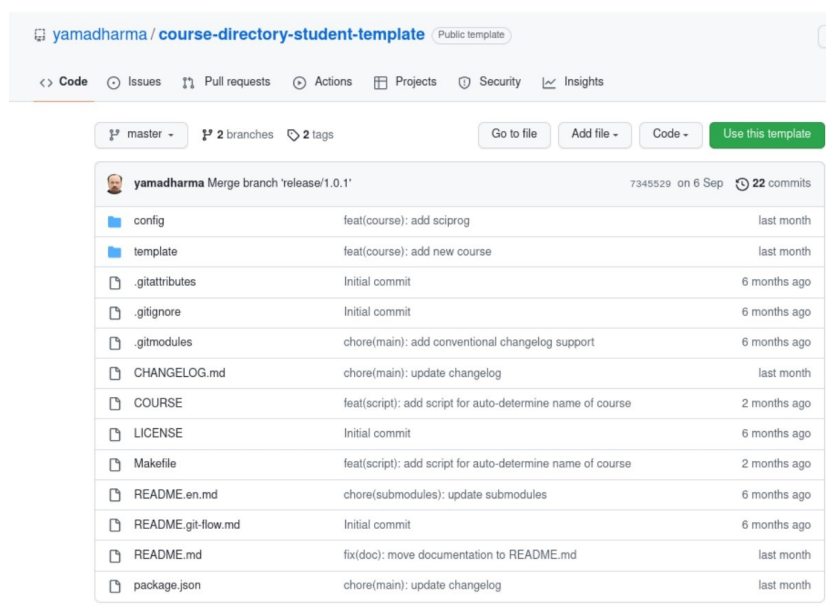 yamadharma / course-directory-student-template Public template
Code Issues Pull requests Actions Projects Security Insights
master 2 branches 2 tags Go to file Add file Code Use this template
yamadharma Merge branch 'release/1.0.1' 7345529 on 6 Sep 22 commits
config feat(course): add sciprog last month
template feat(course): add new course last month
.gitattributes Initial commit 6 months ago
.gitignore Initial commit 6 months ago
.gitmodules chore(main): add conventional changelog support 6 months ago
CHANGELOG.md chore(main): update changelog last month
COURSE feat(script): add script for auto-determine name of course 2 months ago
LICENSE Initial commit 6 months ago
Makefile feat(script): add script for auto-determine name of course 2 months ago
README.en.md chore(submodules): update submodules 6 months ago
README.git-flow.md Initial commit 6 months ago
README.md fix(doc): move documentation to README.md last month
package.json chore(main): update changelog last month